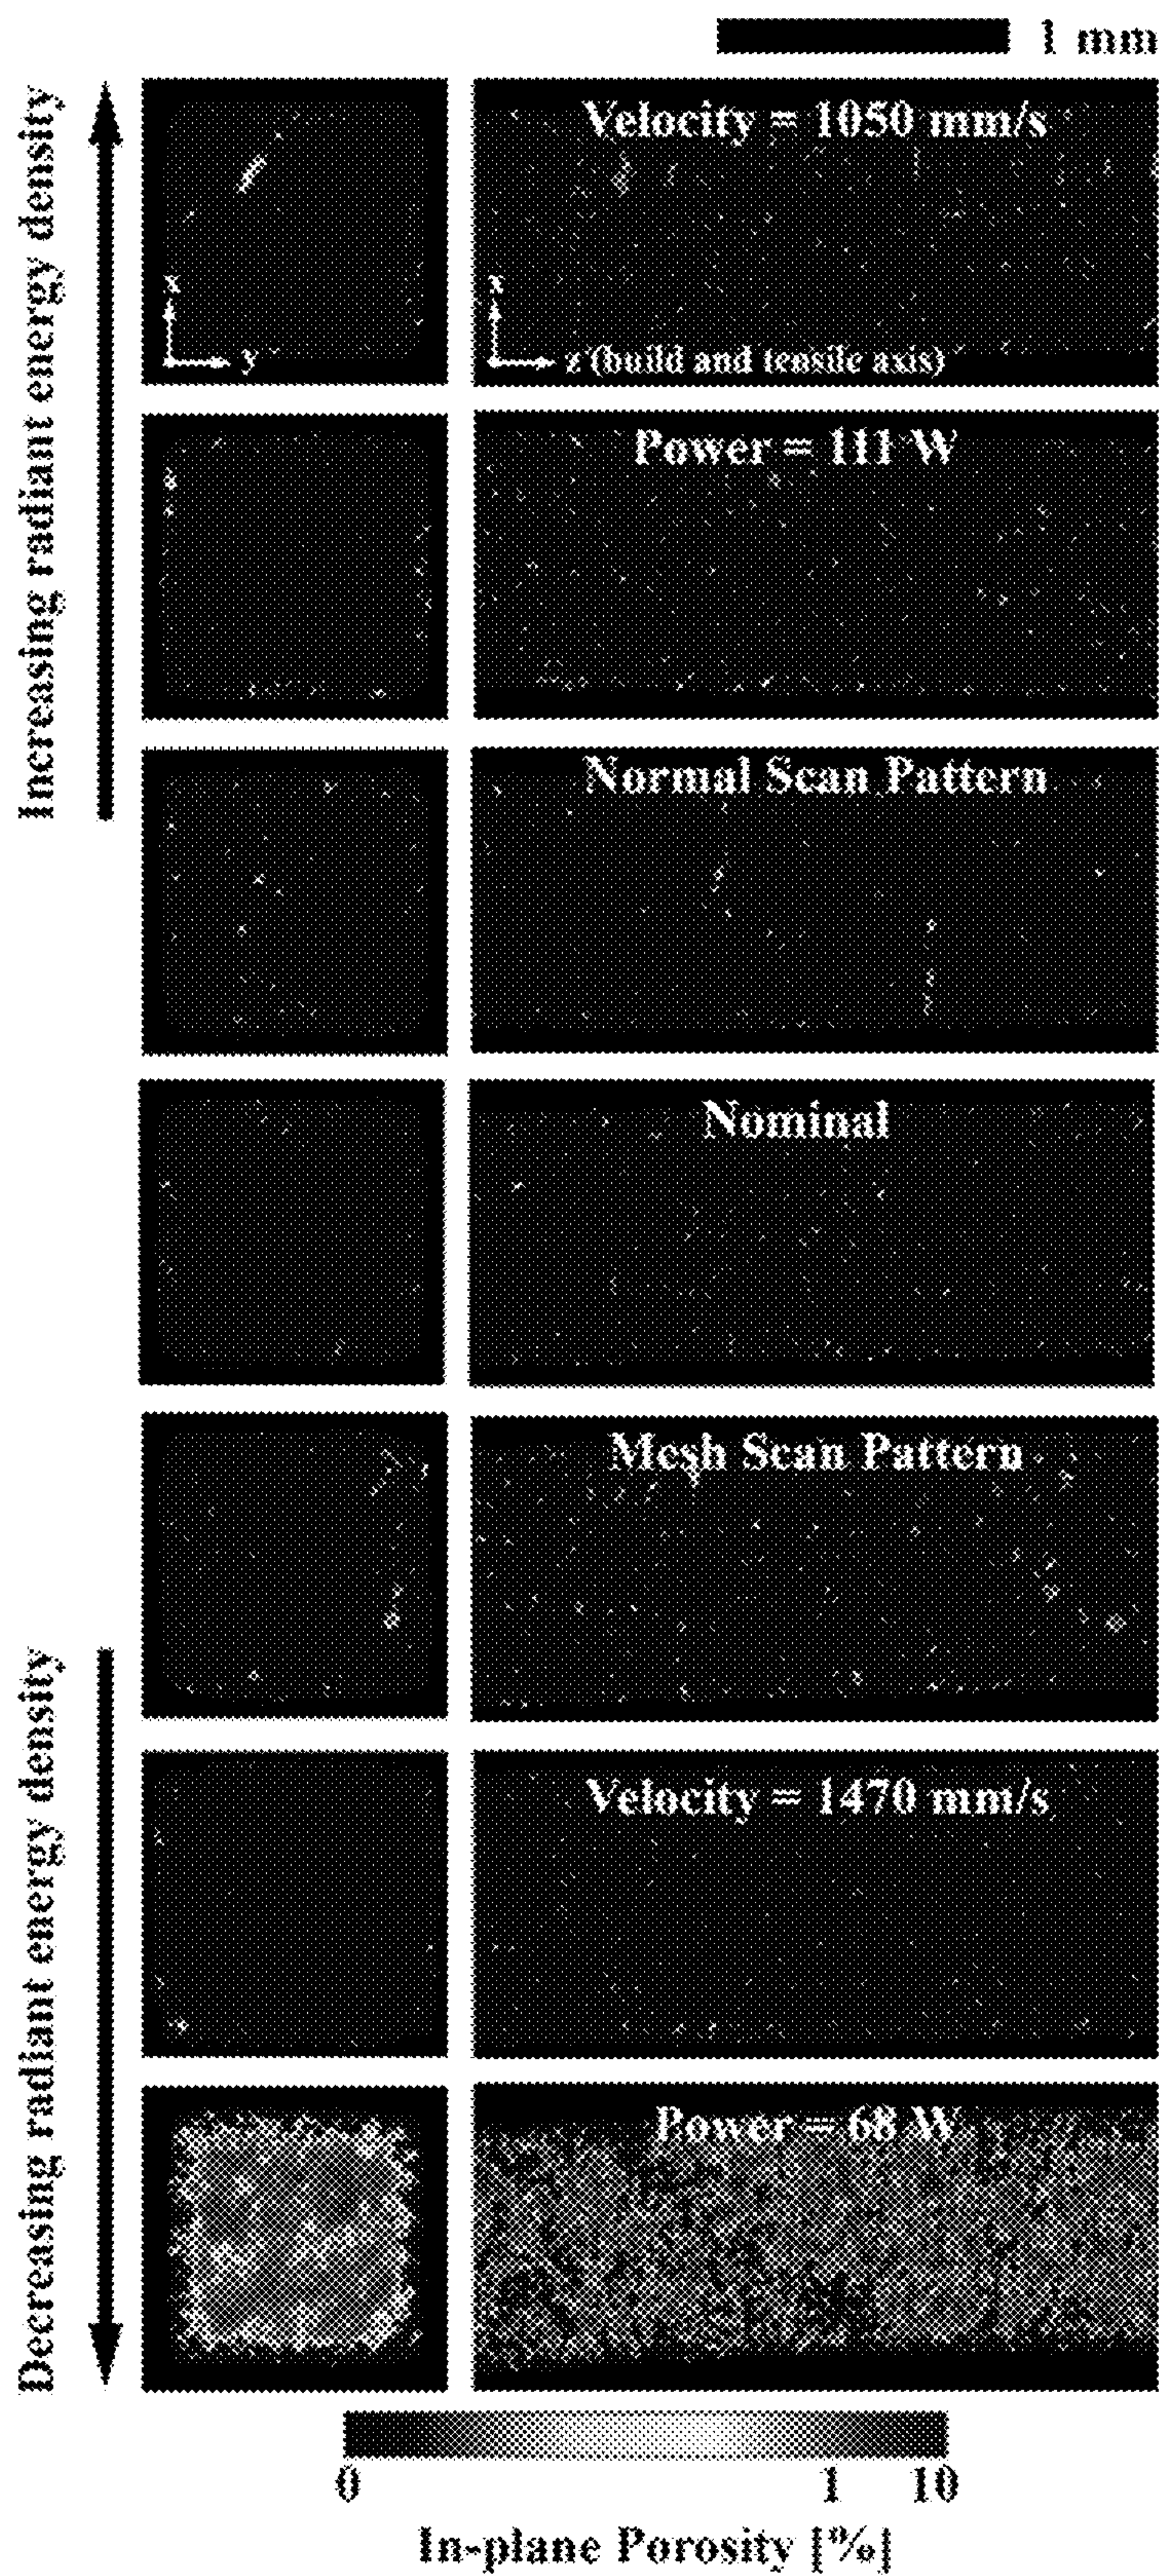 1 mm
Increasing radiant energy density
Velocity = 1050 mm/s
x
y
x
z (build and tensile axis)
Power = 111 W
Normal Scan Pattern
Nominal
Mesh Scan Pattern
Decreasing radiant energy density
Velocity = 1470 mm/s
Power = 68 W
0 1 10
In-plane Porosity [%]